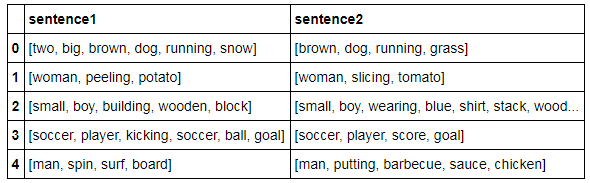 sentence1 sentence2
0 [two, big, brown, dog, running, snow] [brown, dog, running, grass]
1 [woman, peeling, potato] [woman, slicing, tomato]
2 [small, boy, building, wooden, block] [small, boy, wearing, blue, shirt, stack, wood...
3 [soccer, player, kicking, soccer, ball, goal] [soccer, player, score, goal]
4 [man, spin, surf, board] [man, putting, barbecue, sauce, chicken]